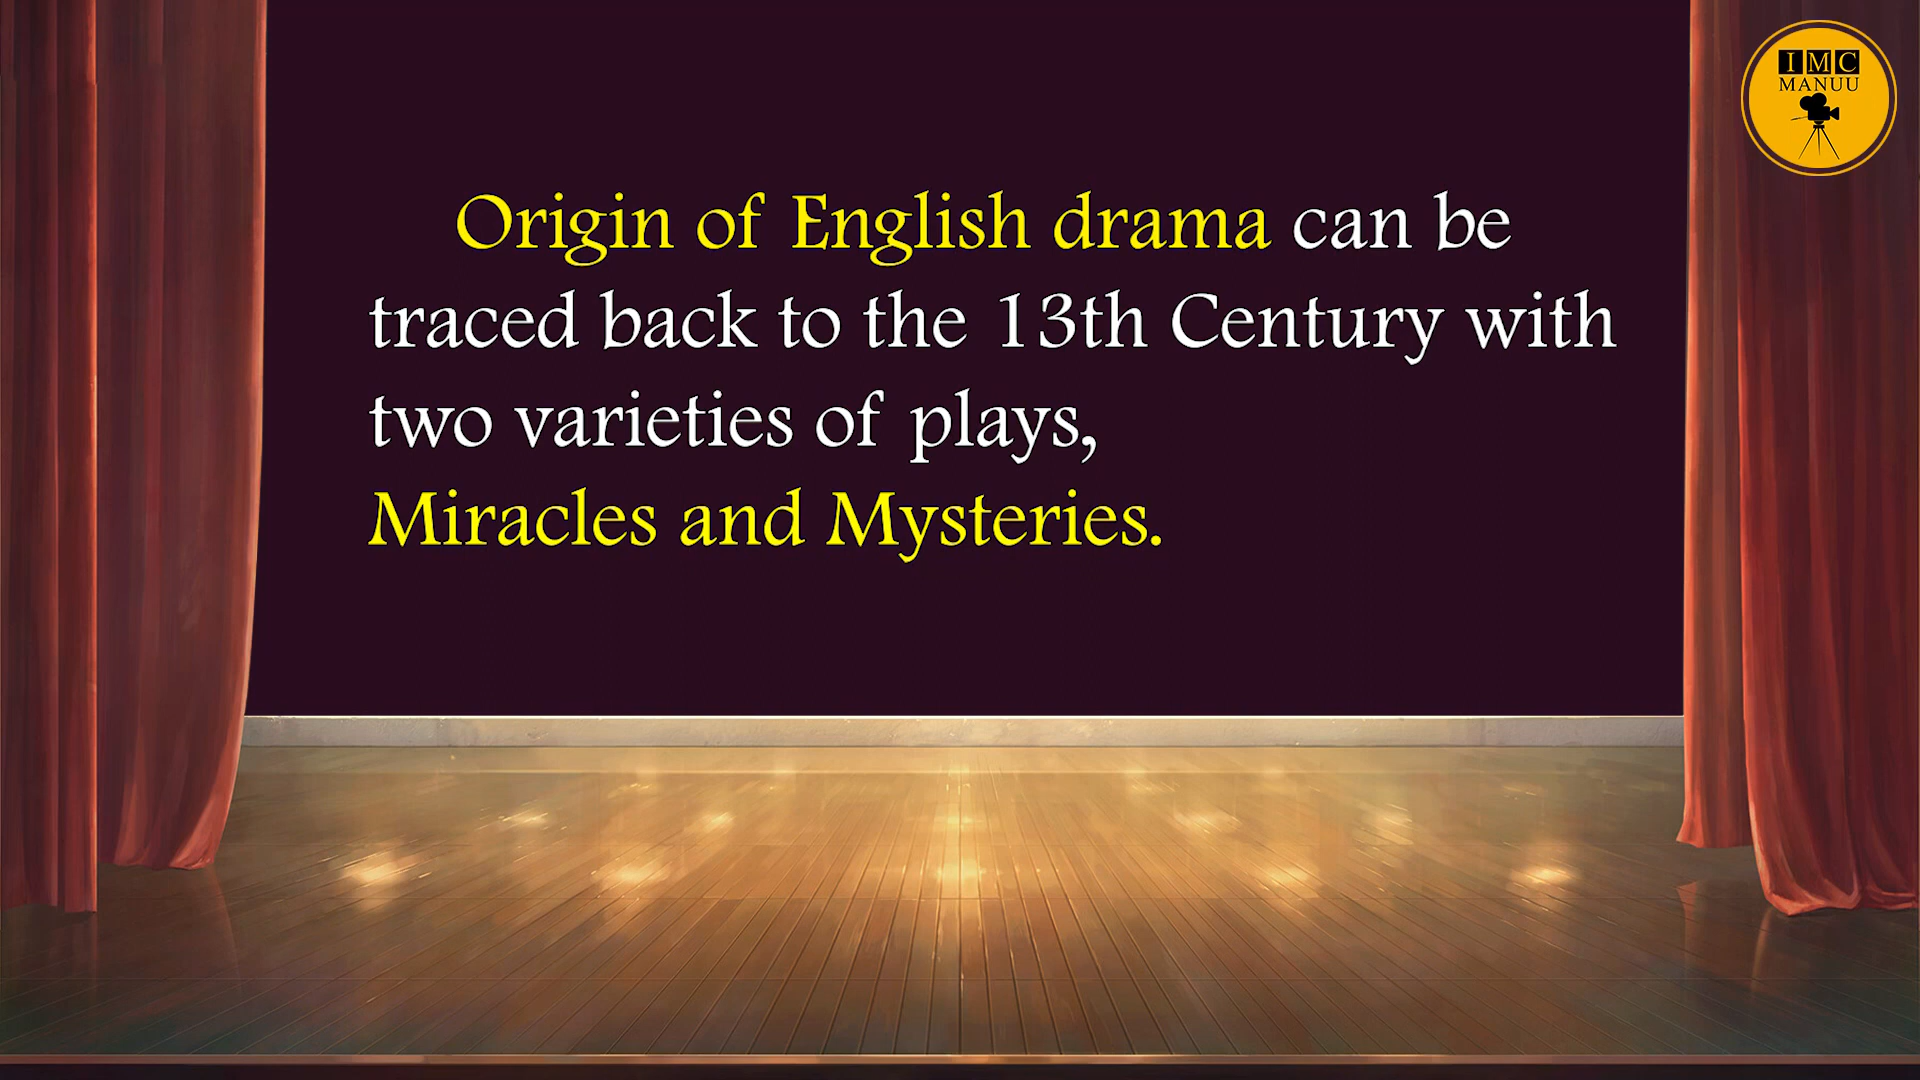 IMC
MANUU
Origin of English drama can be
traced back to the 13th Century with
two varieties of plays,
Miracles and Mysteries.